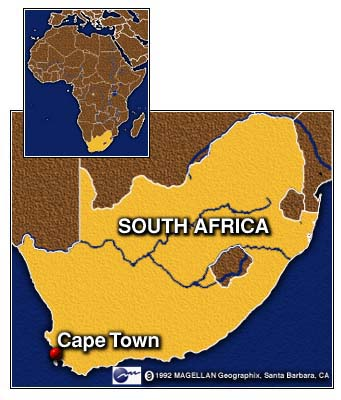 SOUTH AFRICA
Cape Town
© 1992 MAGELLAN Geographix, Santa Barbara, CA